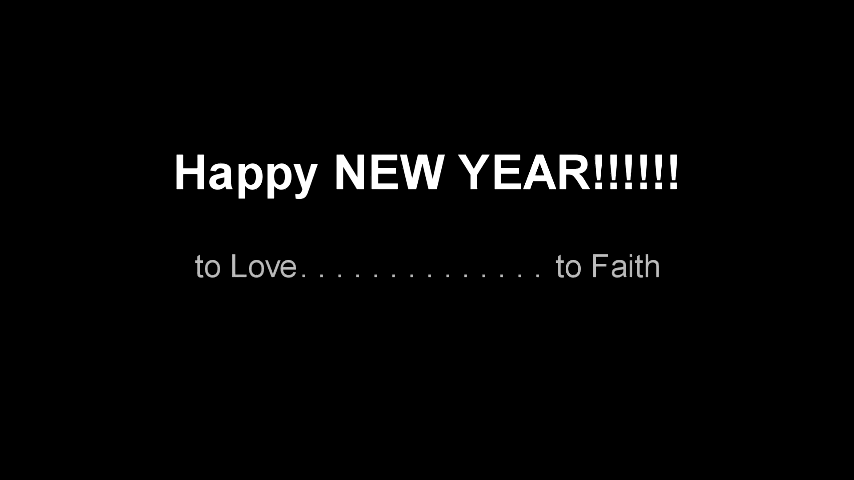 Happy NEW YEAR!!!!!!
to Love. . . . . . . . . . . . . . to Faith